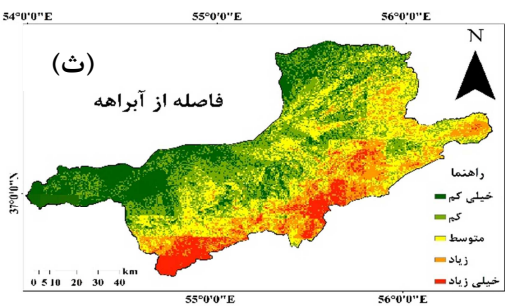 54°0'0"E 55°0'0"E 56°0'0"E
N
(ث)
فاصله از آبراهه
راهنما
خیلی کم
کم
متوسط
زیاد
خیلی زیاد
37°0'0"N
km
0 5 10 20 30 40
55°0'0"E 56°0'0"E